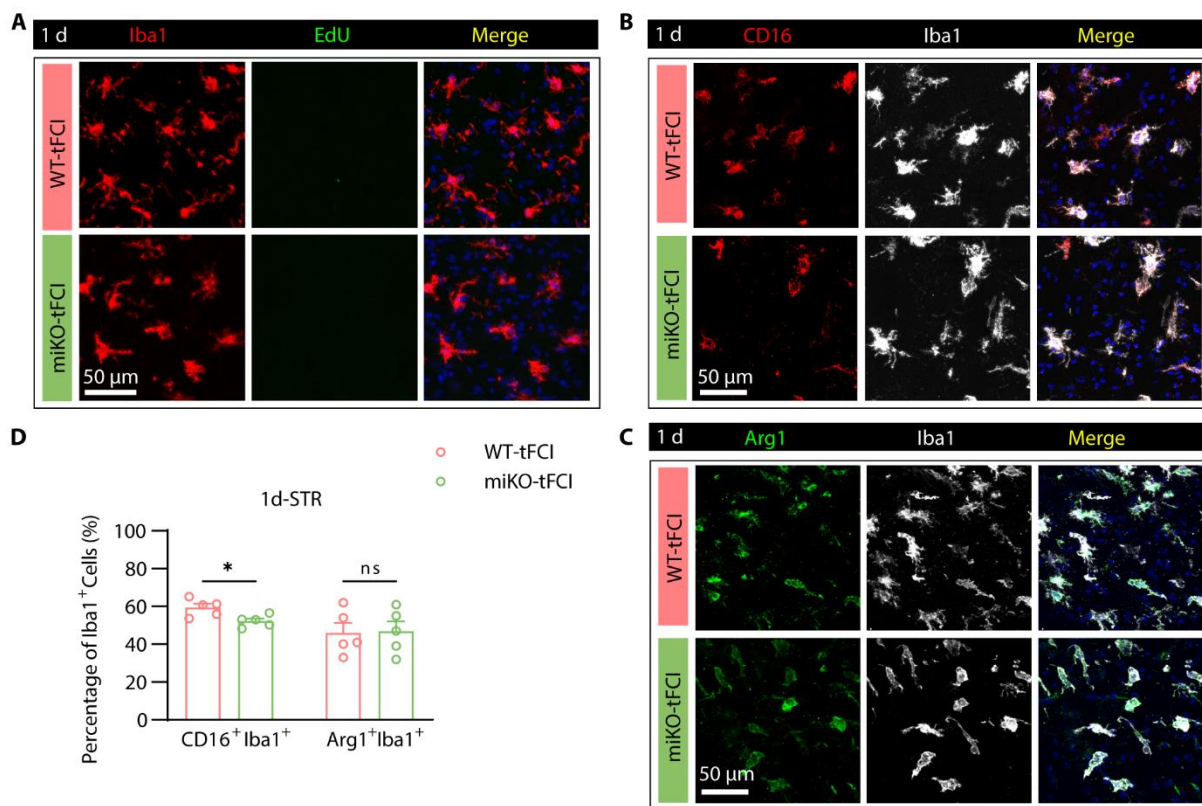 A
1 d Iba1 EdU Merge
WT-tFCI
miKO-tFCI
50 μm
B
1 d CD16 Iba1 Merge
WT-tFCI
miKO-tFCI
50 μm
D
WT-tFCI
miKO-tFCI
1d-STR
Percentage of Iba1⁺ Cells (%)
100
80
60
40
20
0
*
ns
CD16⁺Iba1⁺
Arg1⁺Iba1⁺
C
1 d Arg1 Iba1 Merge
WT-tFCI
miKO-tFCI
50 μm